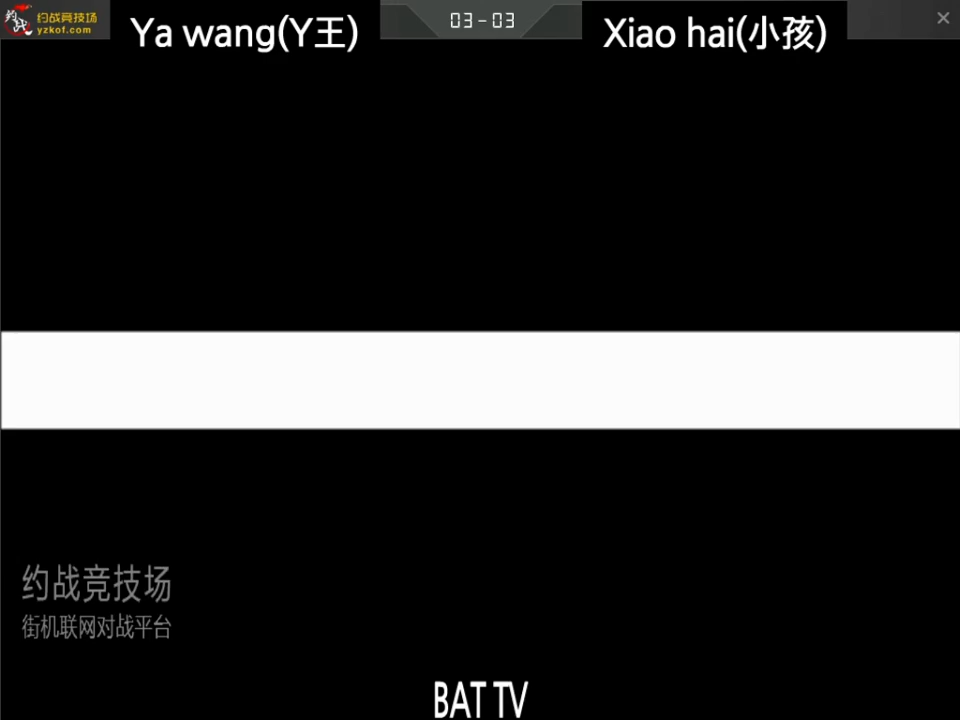 约战竞技场
yzkof.com
Ya wang(Y王)
03-03
Xiao hai(小孩)
约战竞技场
街机联网对战平台
BAT TV